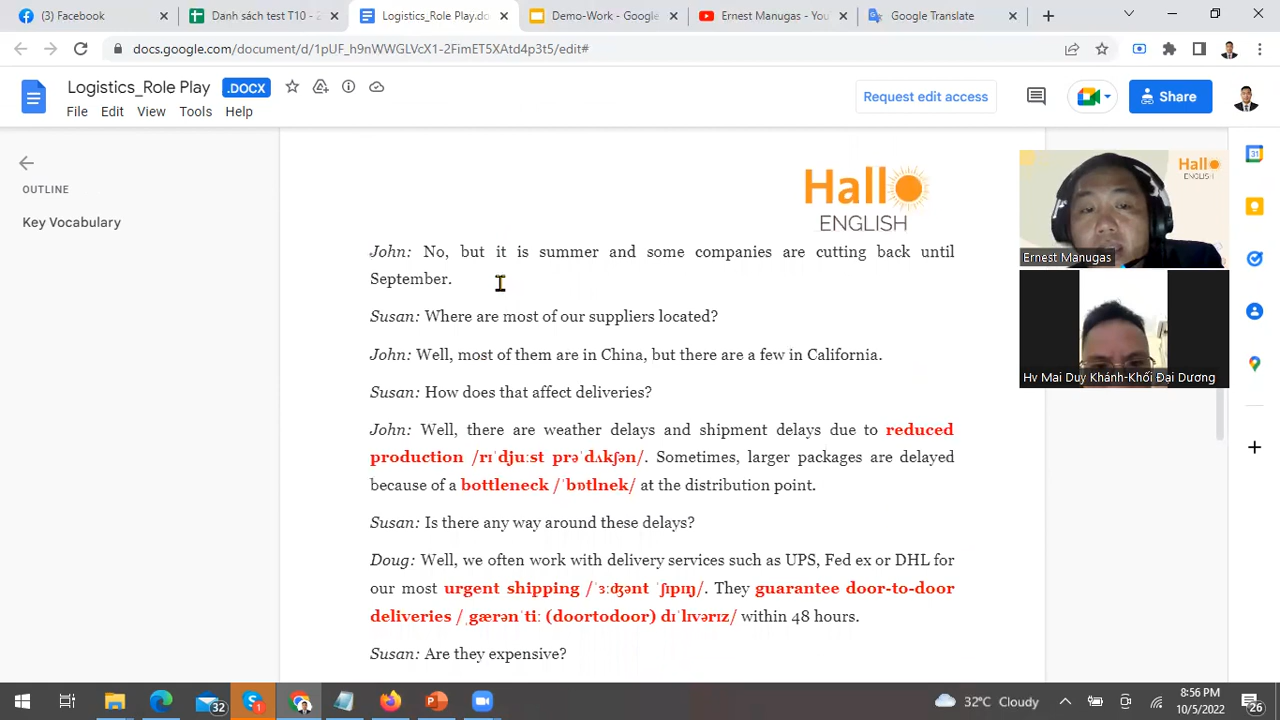 (3) Facebook
Danh sách test T10 -
Logistics_Role Play.do
Demo-Work - Google
Ernest Manugas - You
Google Translate
docs.google.com/document/d/1pUF_h9nWWGLVcX1-2FimET5XAtd4p3t5/edit#
Logistics_Role Play .DOCX
File Edit View Tools Help
Request edit access
Share
OUTLINE
Key Vocabulary
Hallo
ENGLISH
John: No, but it is summer and some companies are cutting back until
September.
Susan: Where are most of our suppliers located?
John: Well, most of them are in China, but there are a few in California.
Susan: How does that affect deliveries?
John: Well, there are weather delays and shipment delays due to reduced
production /rɪˈdjuːst prəˈdʌkʃən/. Sometimes, larger packages are delayed
because of a bottleneck /ˈbɒtlnek/ at the distribution point.
Susan: Is there any way around these delays?
Doug: Well, we often work with delivery services such as UPS, Fed ex or DHL for
our most urgent shipping /ˈɜːʤənt ˈʃɪpɪŋ/. They guarantee door-to-door
deliveries /ˌgærənˈtiː (doortodoor) dɪˈlɪvərɪz/ within 48 hours.
Susan: Are they expensive?
Hallo
ENGLISH
Ernest Manugas
Hv Mai Duy Khánh-Khối Đại Dương
31
32
1
32°C Cloudy
8:56 PM
10/5/2022
26